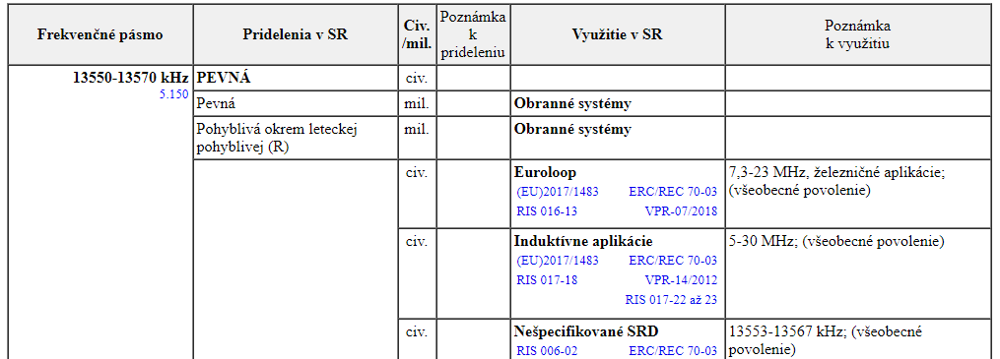 Frekvenčné pásmo Pridelenia v SR Civ. /mil. Poznámka k prideleniu Využitie v SR Poznámka k využitiu
13550-13570 kHz PEVNÁ civ.
5.150
Pevná mil. Obranné systémy
Pohyblivá okrem leteckej mil. Obranné systémy
pohyblivej (R)
civ. Euroloop 7,3-23 MHz, železničné aplikácie;
(EU)2017/1483 ERC/REC 70-03 (všeobecné povolenie)
RIS 016-13 VPR-07/2018
civ. Induktívne aplikácie 5-30 MHz; (všeobecné povolenie)
(EU)2017/1483 ERC/REC 70-03
RIS 017-18 VPR-14/2012
RIS 017-22 až 23
civ. Nešpecifikované SRD 13553-13567 kHz; (všeobecné
RIS 006-02 ERC/REC 70-03 povolenie)